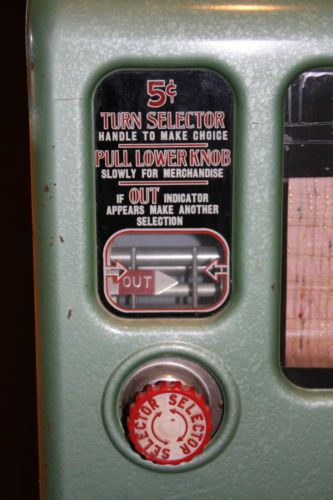 5¢
TURN SELECTOR
HANDLE TO MAKE CHOICE
PULL LOWER KNOB
SLOWLY FOR MERCHANDISE
IF OUT INDICATOR
APPEARS MAKE ANOTHER
SELECTION
OUT
SELECTOR
SELECTOR